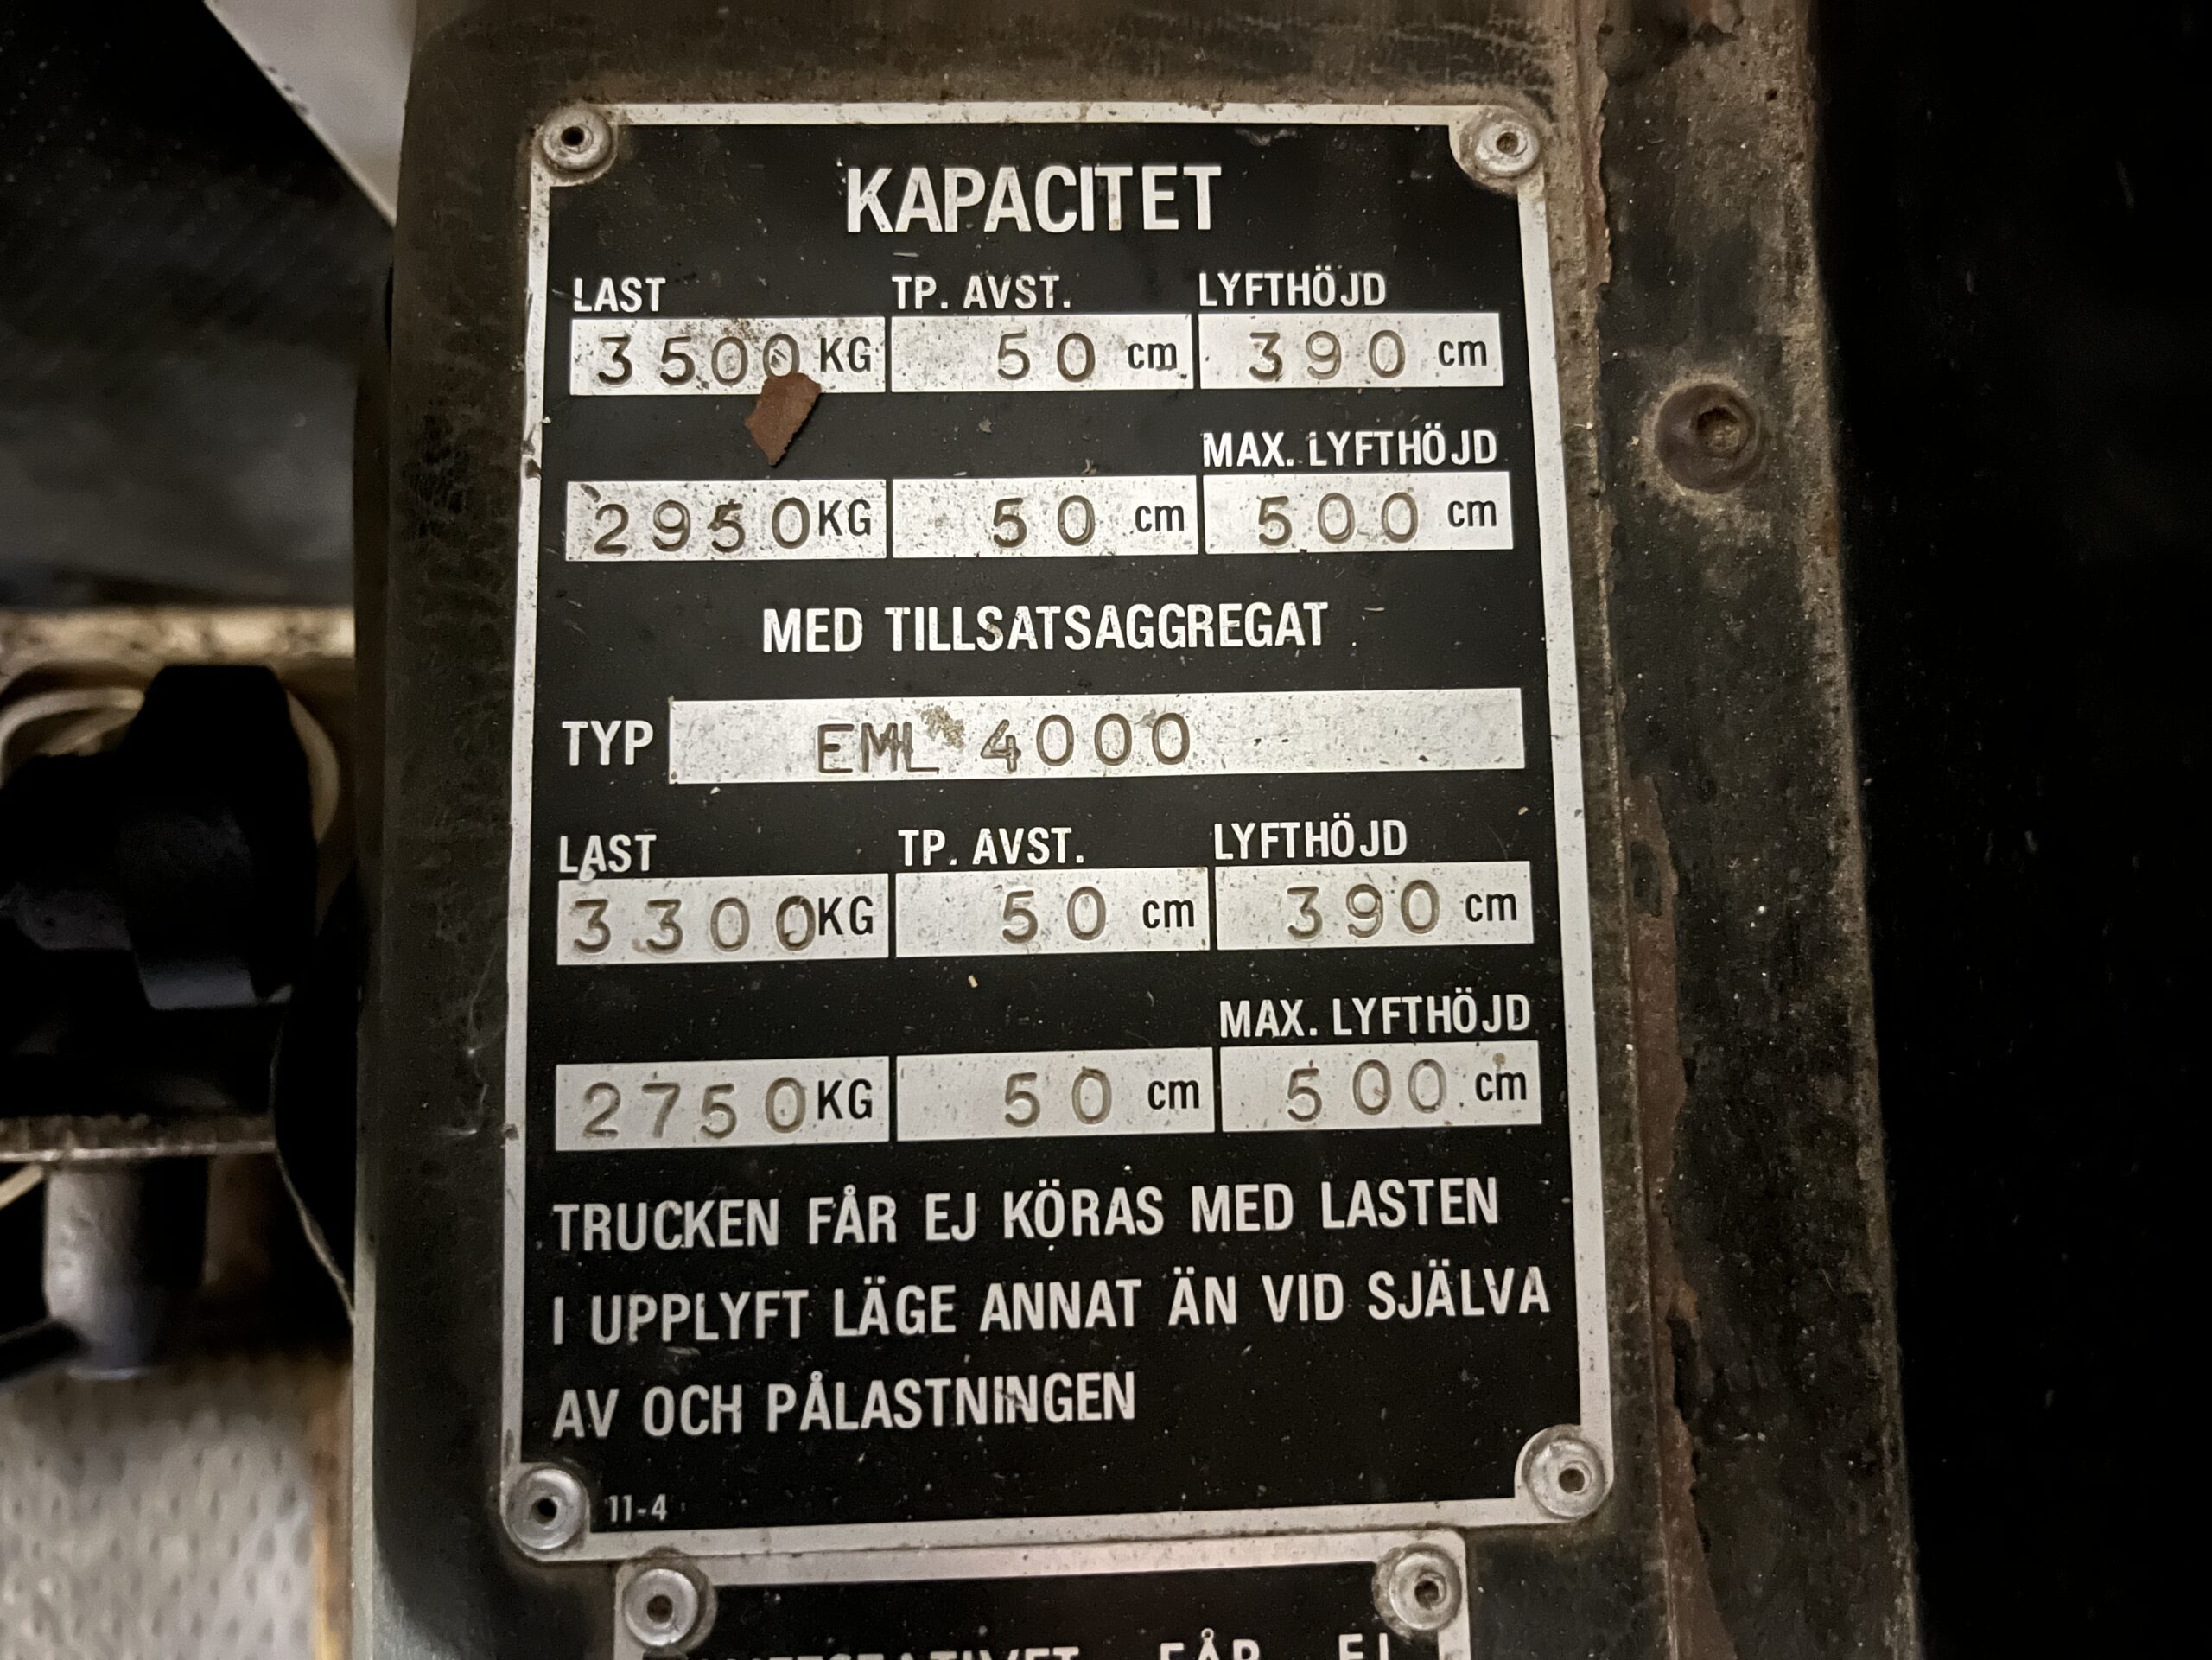 KAPACITET
LAST TP. AVST. LYFTHÖJD
3500 KG 50 cm 390 cm
MAX. LYFTHÖJD
2950 KG 50 cm 500 cm
MED TILLSATSAGGREGAT
TYP EML 4000
LAST TP. AVST. LYFTHÖJD
3300 KG 50 cm 390 cm
MAX. LYFTHÖJD
2750 KG 50 cm 500 cm
TRUCKEN FÅR EJ KÖRAS MED LASTEN
I UPPLYFT LÄGE ANNAT ÄN VID SJÄLVA
AV OCH PÅLASTNINGEN
11-4
FÅR EJ